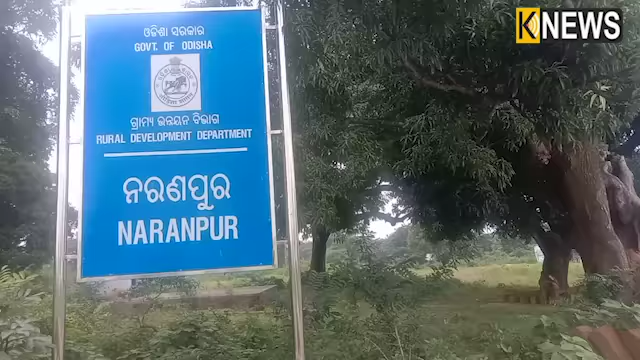 ଓଡିଶା ସରକାର
GOVT. OF ODISHA
ଗ୍ରାମ୍ୟ ଉନ୍ନୟନ ବିଭାଗ
RURAL DEVELOPMENT DEPARTMENT
ନରଣପୁର
NARANPUR
K NEWS